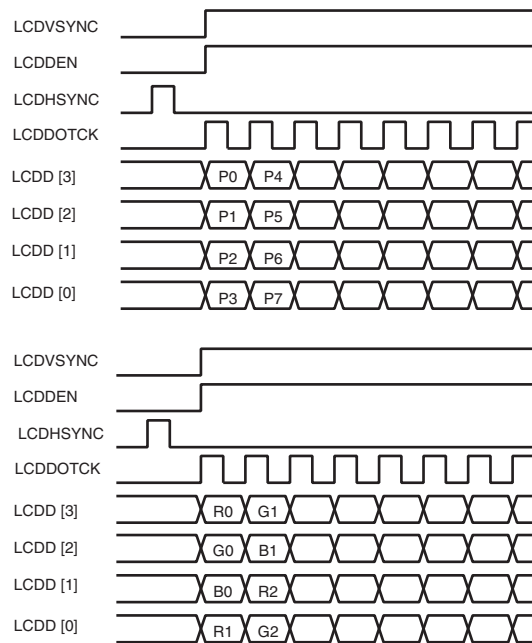 LCDVSYNC
LCDDEN
LCDHSYNC
LCDDOTCK
LCDD [3] P0 P4
LCDD [2] P1 P5
LCDD [1] P2 P6
LCDD [0] P3 P7
LCDVSYNC
LCDDEN
LCDHSYNC
LCDDOTCK
LCDD [3] R0 G1
LCDD [2] G0 B1
LCDD [1] B0 R2
LCDD [0] R1 G2